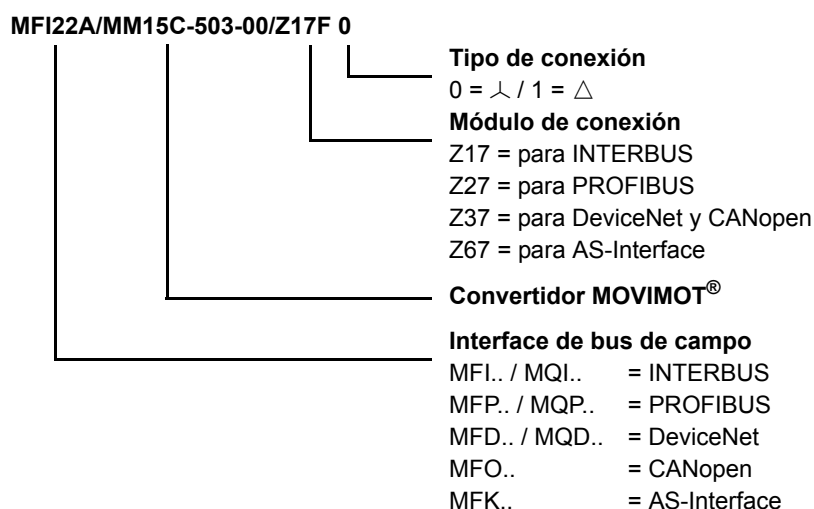 MFI22A/MM15C-503-00/Z17F 0
Tipo de conexión
0 = ⅄ / 1 = △
Módulo de conexión
Z17 = para INTERBUS
Z27 = para PROFIBUS
Z37 = para DeviceNet y CANopen
Z67 = para AS-Interface
Convertidor MOVIMOT®
Interface de bus de campo
MFI.. / MQI.. = INTERBUS
MFP.. / MQP.. = PROFIBUS
MFD.. / MQD.. = DeviceNet
MFO.. = CANopen
MFK.. = AS-Interface